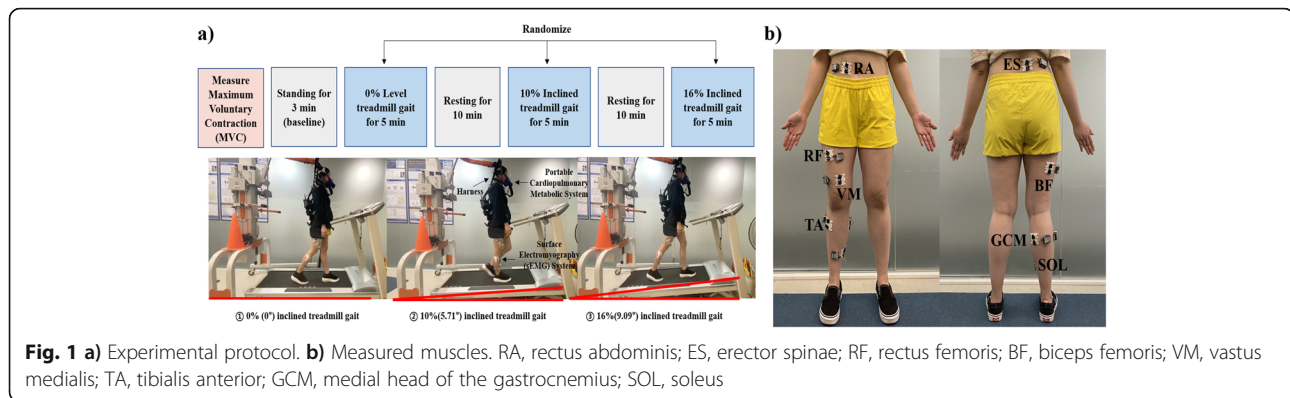 a)
Randomize
Measure
Maximum
Voluntary
Contraction
(MVC)
Standing for
3 min
(baseline)
0% Level
treadmill gait
for 5 min
Resting for
10 min
10% Inclined
treadmill gait
for 5 min
Resting for
10 min
16% Inclined
treadmill gait
for 5 min
Harness
Portable
Cardiopulmonary
Metabolic System
Surface
Electromyography
(sEMG) System
① 0% (0°) inclined treadmill gait
② 10%(5.71°) inclined treadmill gait
③ 16%(9.09°) inclined treadmill gait
b)
RA
RF
VM
TA
ES
BF
GCM
SOL
Fig. 1 a) Experimental protocol. b) Measured muscles. RA, rectus abdominis; ES, erector spinae; RF, rectus femoris; BF, biceps femoris; VM, vastus
medialis; TA, tibialis anterior; GCM, medial head of the gastrocnemius; SOL, soleus